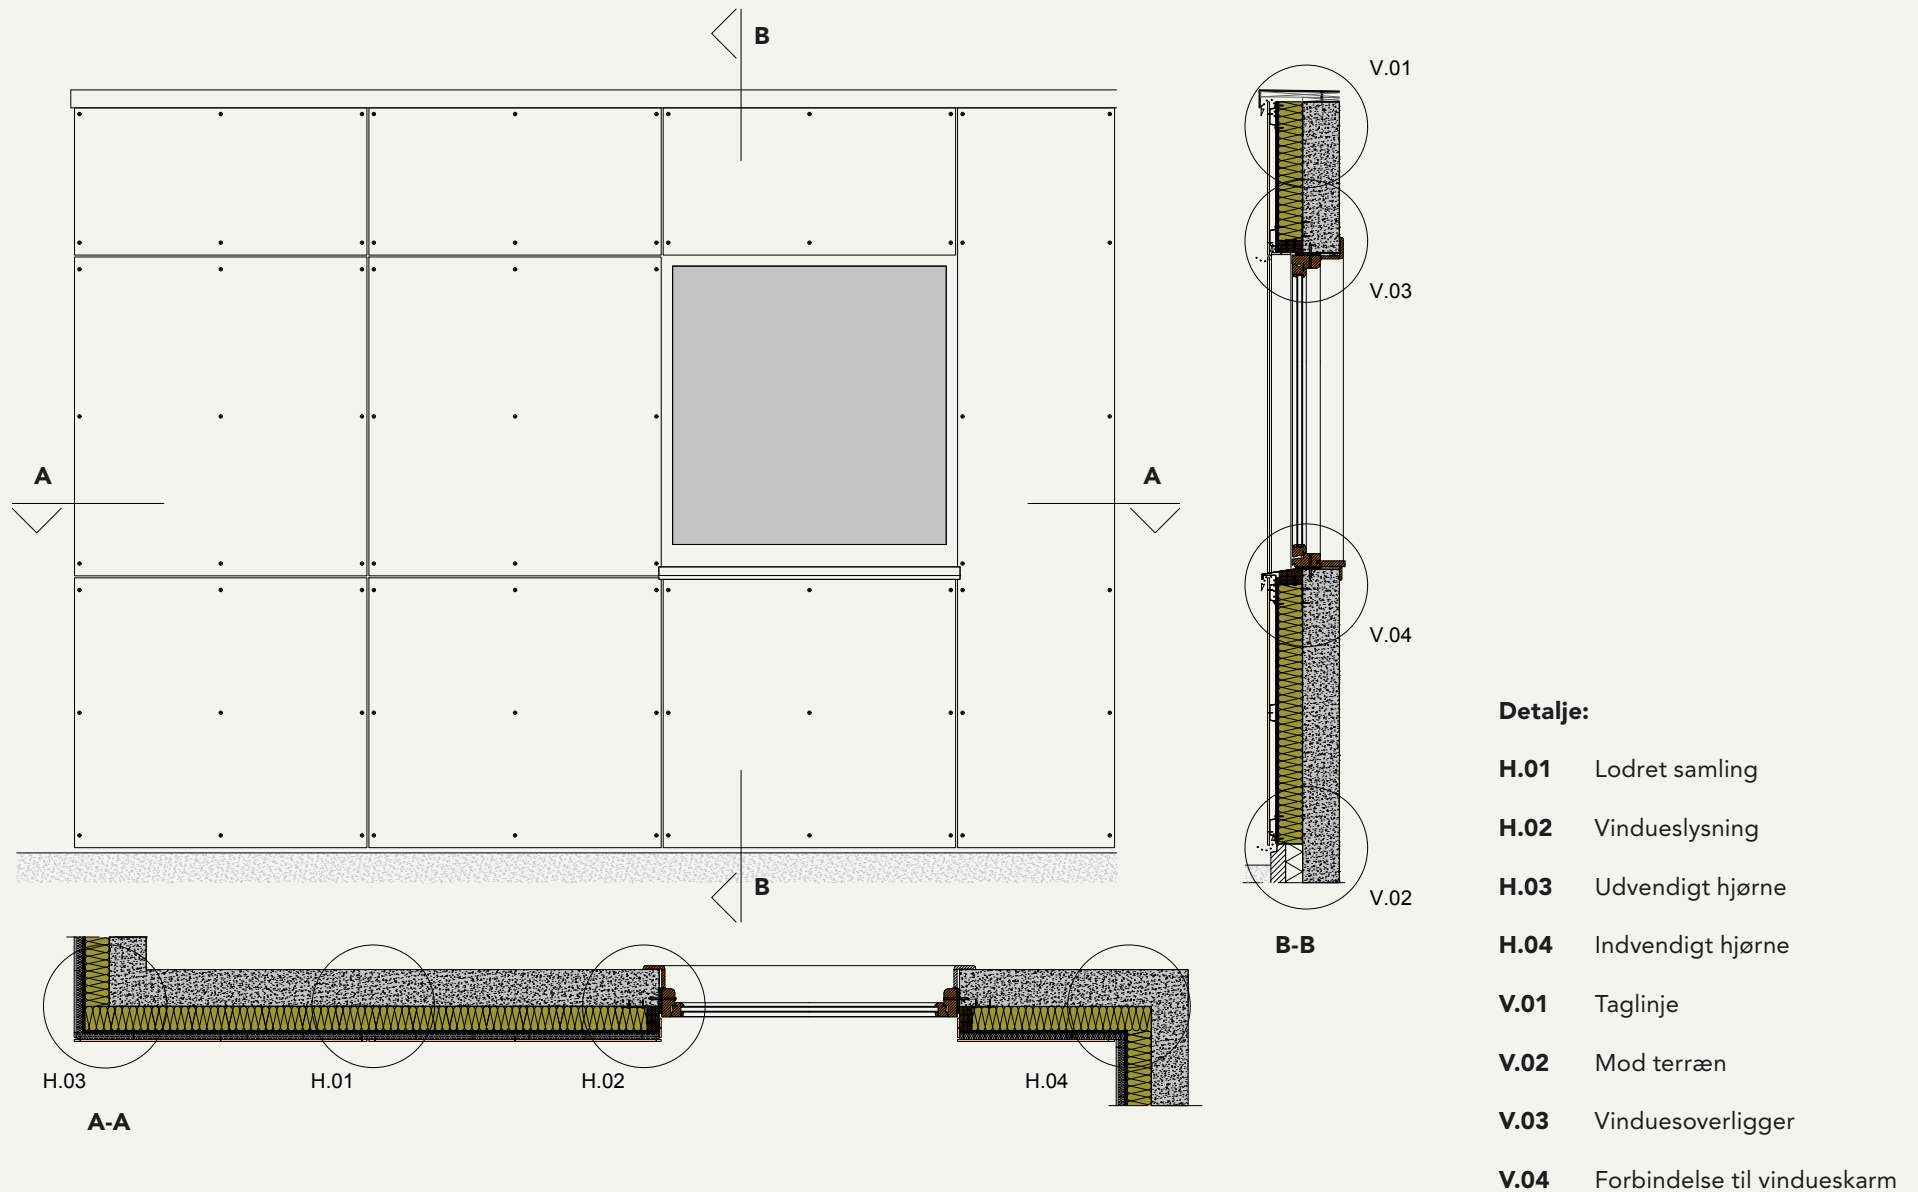 B
V.01
V.03
A
A
V.04
B
V.02
B-B
H.03
H.01
H.02
H.04
A-A
Detalje:
H.01 Lodret samling
H.02 Vindueslysning
H.03 Udvendigt hjørne
H.04 Indvendigt hjørne
V.01 Taglinje
V.02 Mod terræn
V.03 Vinduesoverligger
V.04 Forbindelse til vindueskarm